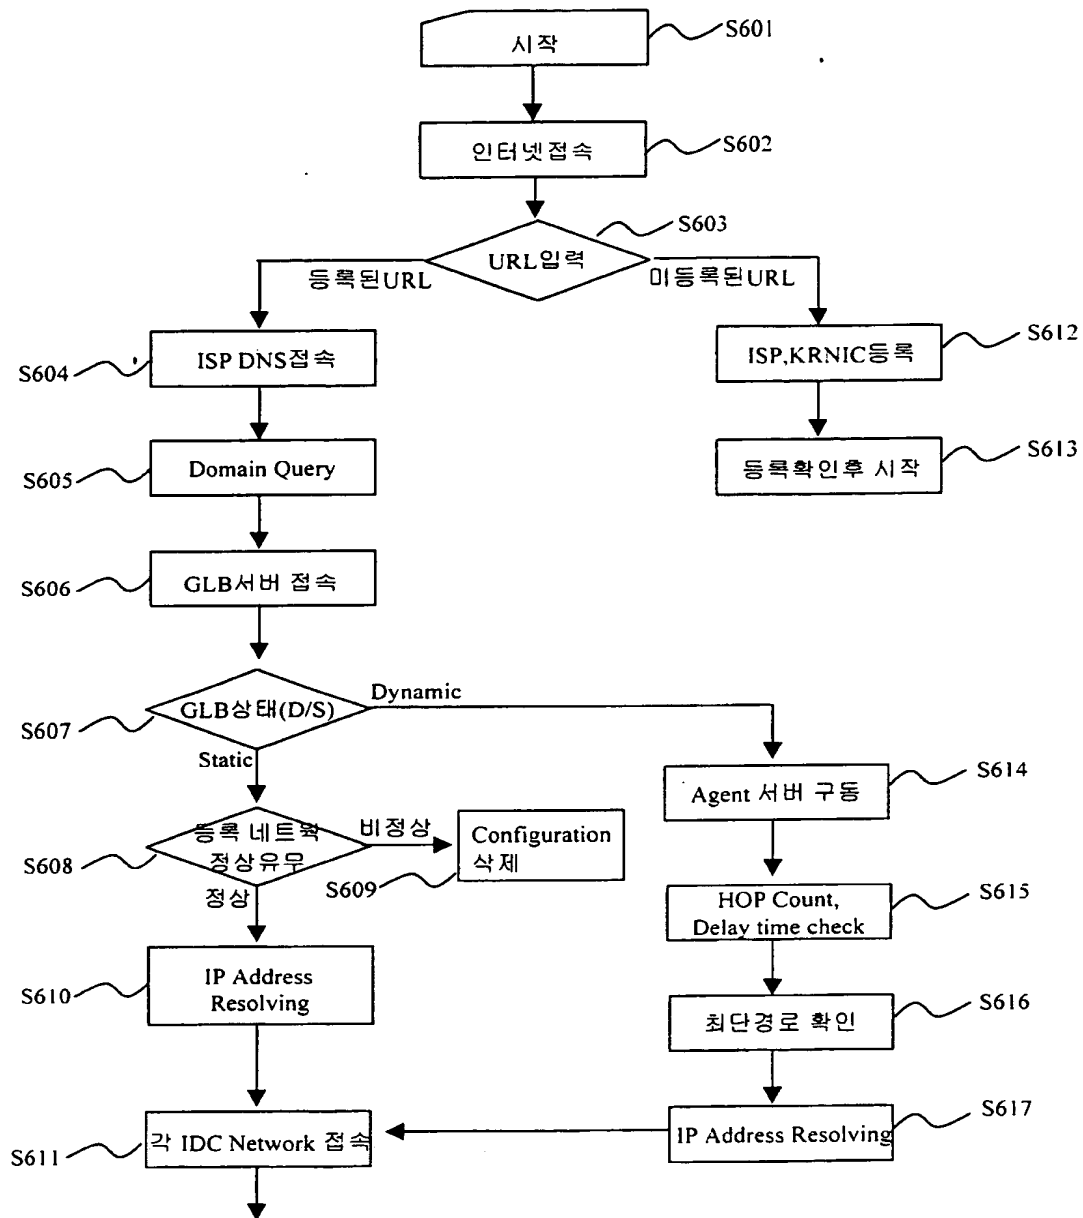 시작
S601
인터넷접속
S602
S603
URL입력
등록된URL
미등록된URL
ISP DNS접속
S604
ISP,KRNIC등록
S612
Domain Query
S605
등록확인후 시작
S613
GLB서버 접속
S606
GLB상태(D/S)
Dynamic
S607
Static
Agent 서버 구동
S614
등록 네트웍
정상유무
비정상
S608
정상
Configuration
삭제
S609
HOP Count,
Delay time check
S615
IP Address
Resolving
S610
최단경로 확인
S616
각 IDC Network 접속
S611
IP Address Resolving
S617